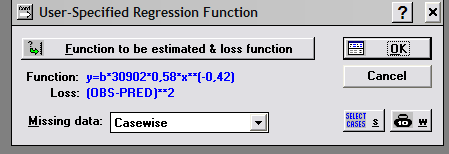 User-Specified Regression Function
?
×
Function to be estimated & loss function
OK
Function: y=b*30902*0,58*x**(-0,42)
Loss: (OBS-PRED)**2
Cancel
Missing data: Casewise
SELECT CASES S
10 w